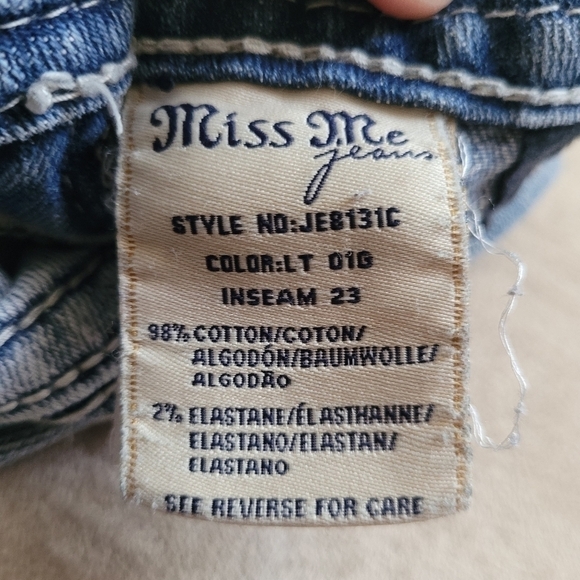 Miss Me
jeans
STYLE NO:JE8131C
COLOR:LT 01G
INSEAM 23
98% COTTON/COTON/
ALGODÓN/BAUMWOLLE/
ALGODÃO
2% ELASTANE/ÉLASTHANNE/
ELASTANO/ELASTAN/
ELASTANO
SEE REVERSE FOR CARE